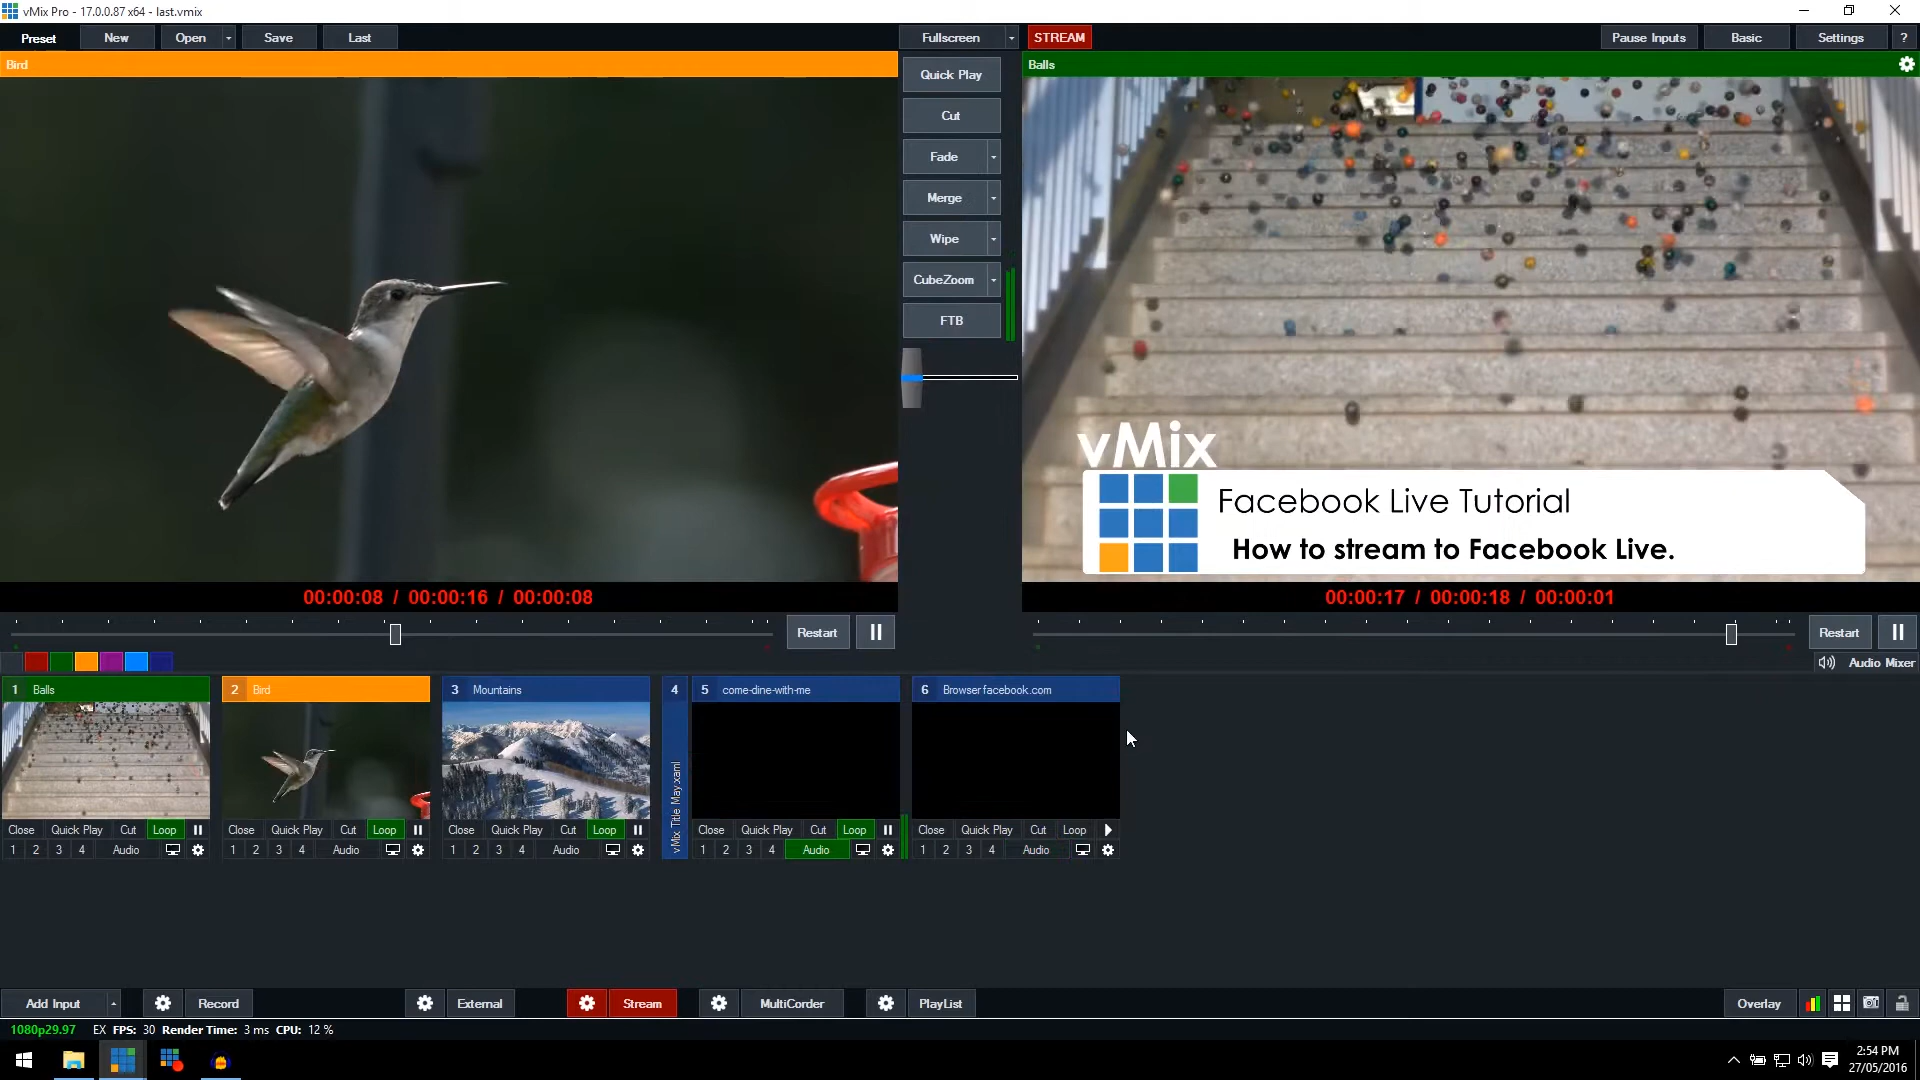 vMix Pro - 17.0.0.87 x64 - last.vmix
Preset New Open Save Last Fullscreen STREAM Pause Inputs Basic Settings ?
Bird
Quick Play
Cut
Fade
Merge
Wipe
CubeZoom
FTB
Balls
vMix
Facebook Live Tutorial
How to stream to Facebook Live.
00:00:08 / 00:00:16 / 00:00:08
00:00:17 / 00:00:18 / 00:00:01
Restart
Restart
Audio Mixer
1 Balls
2 Bird
3 Mountains
4
vMix Title May.xaml
5 come-dine-with-me
6 Browser facebook.com
Close Quick Play Cut Loop
1 2 3 4 Audio
Close Quick Play Cut Loop
1 2 3 4 Audio
Close Quick Play Cut Loop
1 2 3 4 Audio
Close Quick Play Cut Loop
1 2 3 4 Audio
Close Quick Play Cut Loop
1 2 3 4 Audio
Add Input Record External Stream MultiCorder PlayList Overlay
1080p29.97 EX FPS: 30 Render Time: 3 ms CPU: 12 %
2:54 PM
27/05/2016